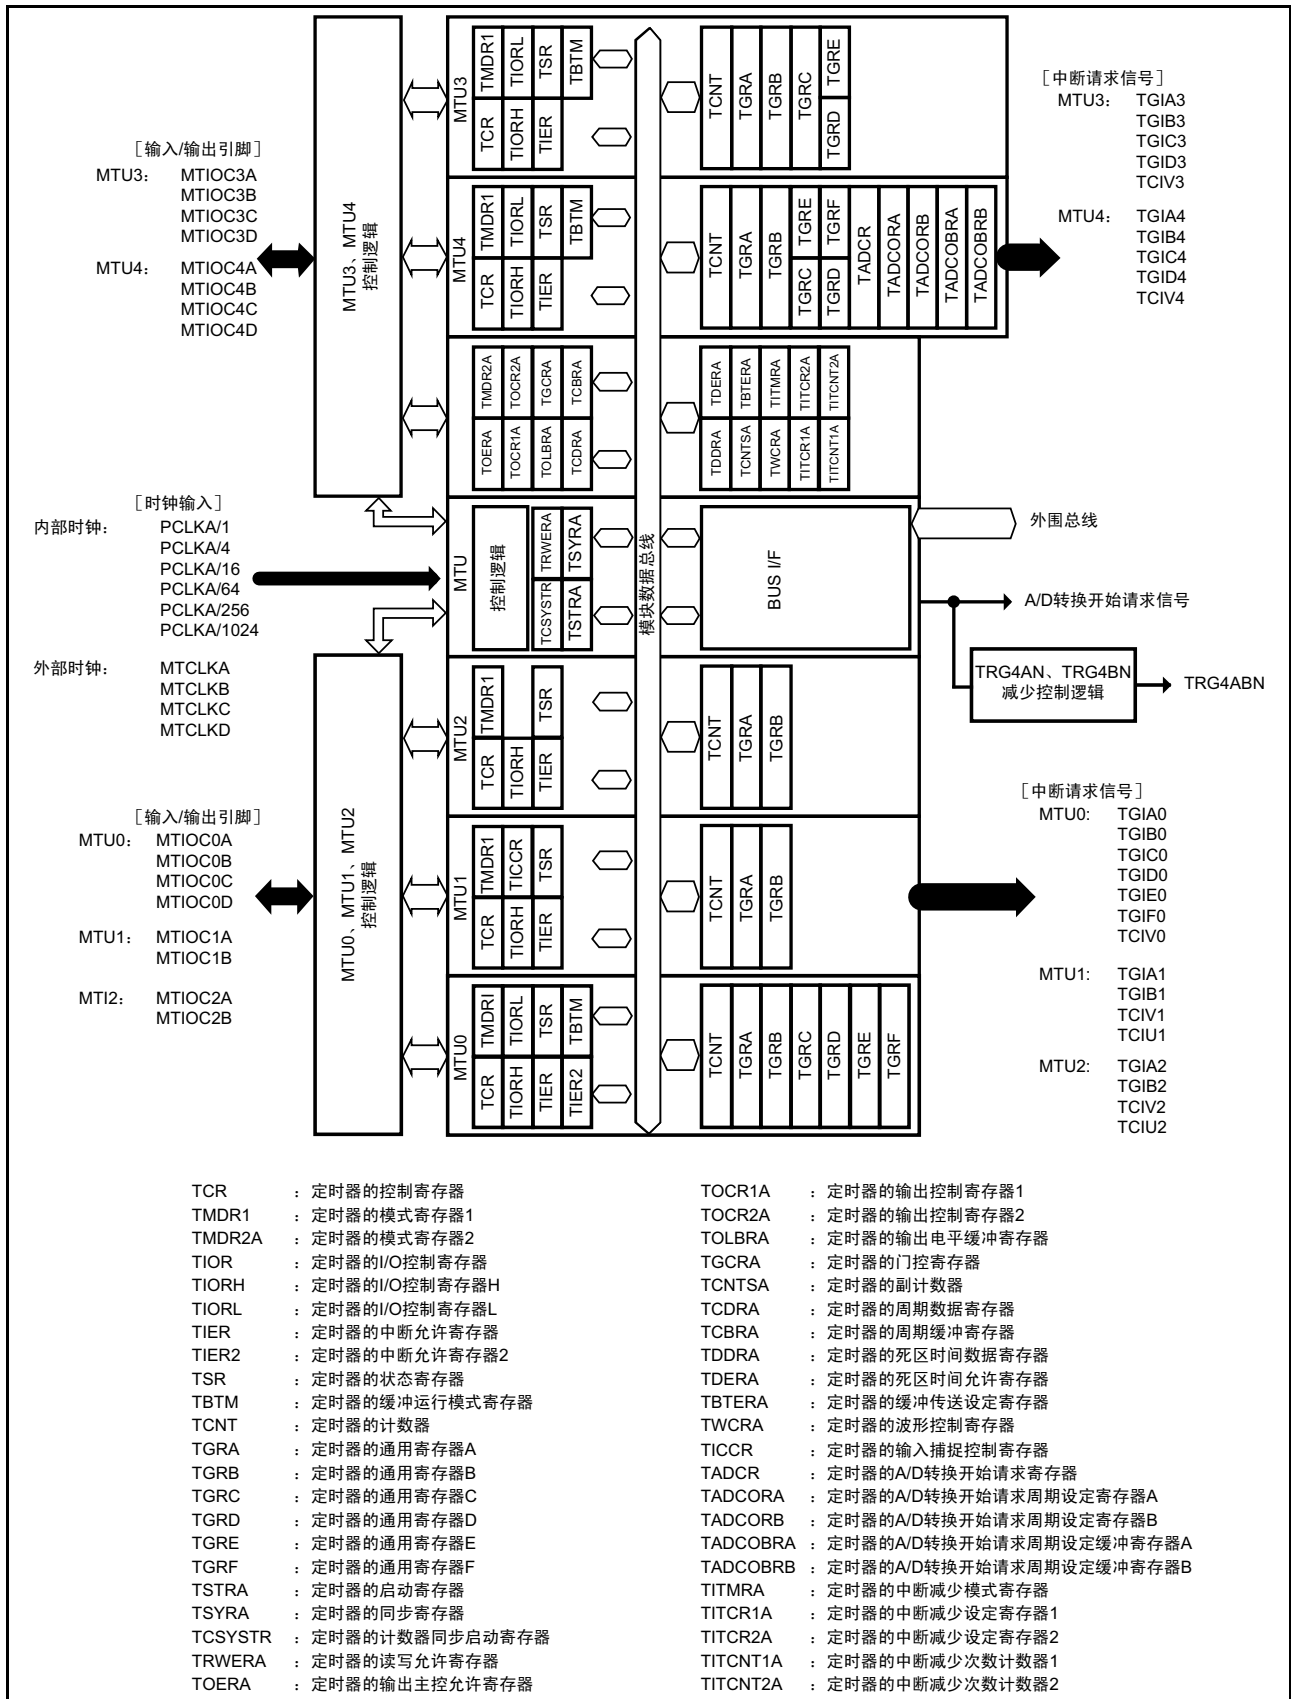 ［输入/输出引脚］
MTU3： MTIOC3A
MTIOC3B
MTIOC3C
MTIOC3D
MTU4： MTIOC4A
MTIOC4B
MTIOC4C
MTIOC4D
［时钟输入］
内部时钟： PCLKA/1
PCLKA/4
PCLKA/16
PCLKA/64
PCLKA/256
PCLKA/1024
外部时钟： MTCLKA
MTCLKB
MTCLKC
MTCLKD
［输入/输出引脚］
MTU0： MTIOC0A
MTIOC0B
MTIOC0C
MTIOC0D
MTU1： MTIOC1A
MTIOC1B
MTI2： MTIOC2A
MTIOC2B
MTU3、MTU4
控制逻辑
MTU0、MTU1、MTU2
控制逻辑
MTU3
TMDR1 TIORL TSR TBTM
TCR TIORH TIER
TCNT TGRA TGRB TGRC TGRE
TGRD
MTU4
TMDR1 TIORL TSR TBTM
TCR TIORH TIER
TCNT TGRA TGRB TGRE TGRF TADCR TADCORA TADCORB TADCOBRA TADCOBRB
TGRC TGRD
TMDR2A TOCR2A TGCRA TCBRA
TOERA TOCR1A TOLBRA TCDRA
TDERA TBTERA TITMRA TITCR2A TITCNT2A
TDDRA TCNTSA TWCRA TITCR1A TITCNT1A
MTU
控制逻辑
TRWERA TSYRA
TCSYSTR TSTRA
模块数据总线
BUS I/F
MTU2
TMDR1 TSR
TCR TIORH TIER
TCNT TGRA TGRB
MTU1
TMDR1 TICCR TSR
TCR TIORH TIER
TCNT TGRA TGRB
MTU0
TMDRI TIORL TSR TBTM
TCR TIORH TIER TIER2
TCNT TGRA TGRB TGRC TGRD TGRE TGRF
［中断请求信号］
MTU3： TGIA3
TGIB3
TGIC3
TGID3
TCIV3
MTU4： TGIA4
TGIB4
TGIC4
TGID4
TCIV4
外围总线
A/D转换开始请求信号
TRG4AN、TRG4BN
减少控制逻辑
TRG4ABN
［中断请求信号］
MTU0: TGIA0
TGIB0
TGIC0
TGID0
TGIE0
TGIF0
TCIV0
MTU1: TGIA1
TGIB1
TCIV1
TCIU1
MTU2: TGIA2
TGIB2
TCIV2
TCIU2
TCR ：定时器的控制寄存器
TMDR1 ：定时器的模式寄存器1
TMDR2A ：定时器的模式寄存器2
TIOR ：定时器的I/O控制寄存器
TIORH ：定时器的I/O控制寄存器H
TIORL ：定时器的I/O控制寄存器L
TIER ：定时器的中断允许寄存器
TIER2 ：定时器的中断允许寄存器2
TSR ：定时器的状态寄存器
TBTM ：定时器的缓冲运行模式寄存器
TCNT ：定时器的计数器
TGRA ：定时器的通用寄存器A
TGRB ：定时器的通用寄存器B
TGRC ：定时器的通用寄存器C
TGRD ：定时器的通用寄存器D
TGRE ：定时器的通用寄存器E
TGRF ：定时器的通用寄存器F
TSTRA ：定时器的启动寄存器
TSYRA ：定时器的同步寄存器
TCSYSTR ：定时器的计数器同步启动寄存器
TRWERA ：定时器的读写允许寄存器
TOERA ：定时器的输出主控允许寄存器
TOCR1A ：定时器的输出控制寄存器1
TOCR2A ：定时器的输出控制寄存器2
TOLBRA ：定时器的输出电平缓冲寄存器
TGCRA ：定时器的门控寄存器
TCNTSA ：定时器的副计数器
TCDRA ：定时器的周期数据寄存器
TCBRA ：定时器的周期缓冲寄存器
TDDRA ：定时器的死区时间数据寄存器
TDERA ：定时器的死区时间允许寄存器
TBTERA ：定时器的缓冲传送设定寄存器
TWCRA ：定时器的波形控制寄存器
TICCR ：定时器的输入捕捉控制寄存器
TADCR ：定时器的A/D转换开始请求寄存器
TADCORA ：定时器的A/D转换开始请求周期设定寄存器A
TADCORB ：定时器的A/D转换开始请求周期设定寄存器B
TADCOBRA ：定时器的A/D转换开始请求周期设定缓冲寄存器A
TADCOBRB ：定时器的A/D转换开始请求周期设定缓冲寄存器B
TITMRA ：定时器的中断减少模式寄存器
TITCR1A ：定时器的中断减少设定寄存器1
TITCR2A ：定时器的中断减少设定寄存器2
TITCNT1A ：定时器的中断减少次数计数器1
TITCNT2A ：定时器的中断减少次数计数器2